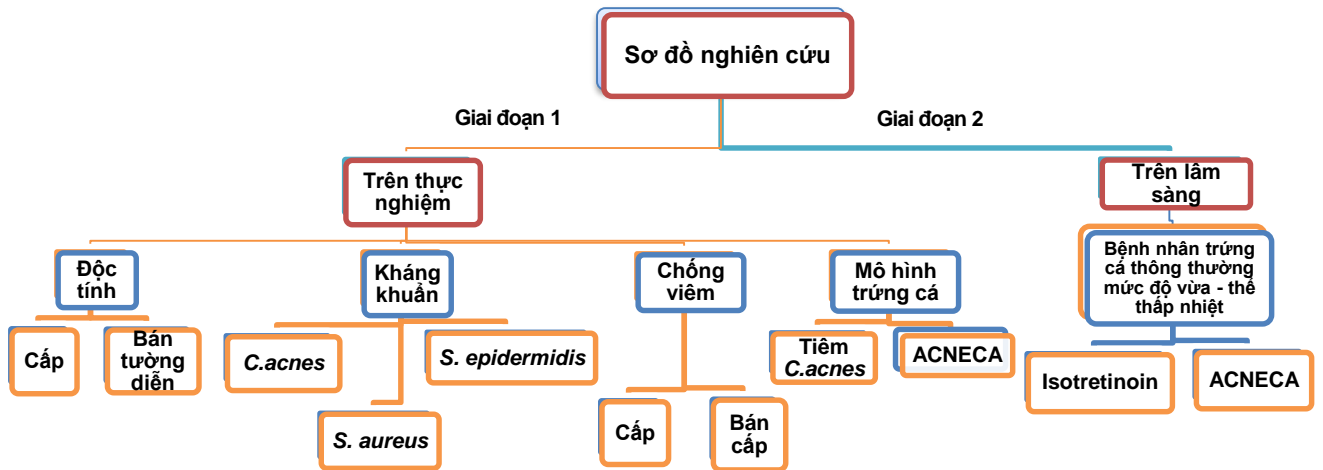 Sơ đồ nghiên cứu
Giai đoạn 1
Giai đoạn 2
Trên thực
nghiệm
Trên lâm
sàng
Độc
tính
Kháng
khuẩn
Chống
viêm
Mô hình
trứng cá
Bệnh nhân trứng
cá thông thường
mức độ vừa - thể
thấp nhiệt
Cấp
Bán
tường
diễn
C.acnes
S. epidermidis
S. aureus
Cấp
Bán
cấp
Tiêm
C.acnes
ACNECA
Isotretinoin
ACNECA